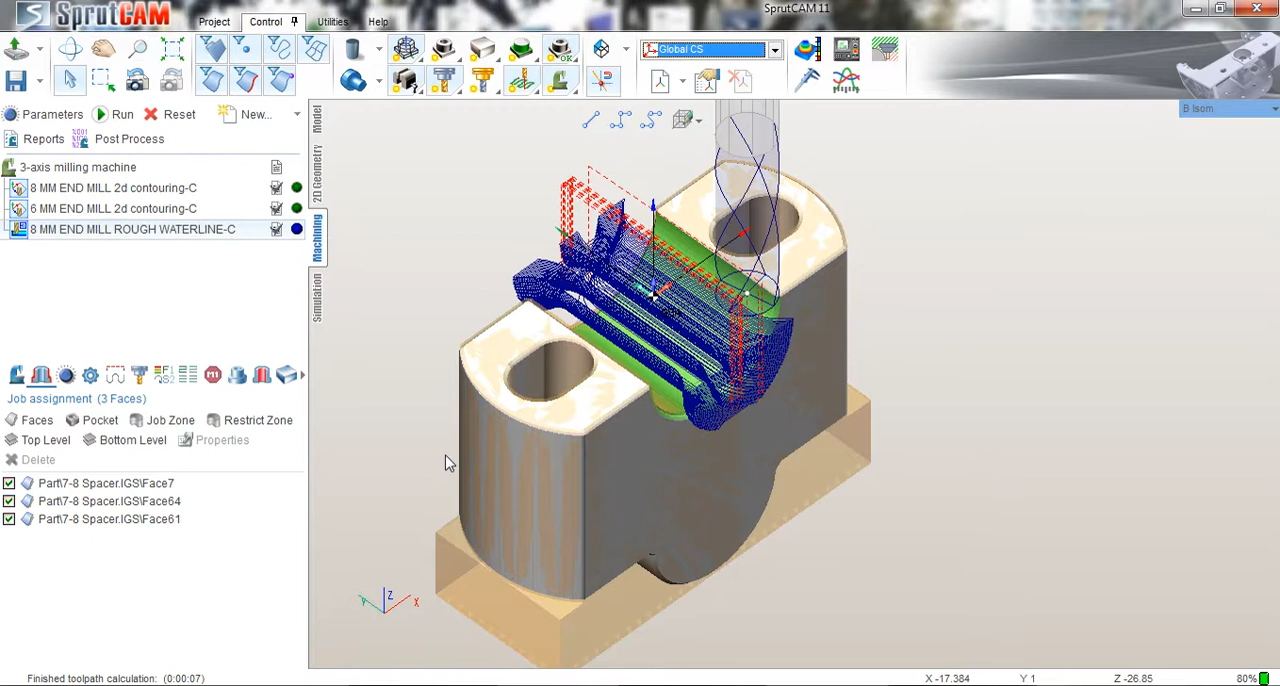 SprutCAM
SprutCAM 11
Project
Control
Utilities
Help
Global CS
B Isom
Parameters
Run
Reset
New...
Reports
Post Process
3-axis milling machine
8 MM END MILL 2d contouring-C
6 MM END MILL 2d contouring-C
8 MM END MILL ROUGH WATERLINE-C
Model
2D Geometry
Machining
Simulation
Job assignment (3 Faces)
Faces
Pocket
Job Zone
Restrict Zone
Top Level
Bottom Level
Properties
Delete
Part\7-8 Spacer.IGS\Face7
Part\7-8 Spacer.IGS\Face64
Part\7-8 Spacer.IGS\Face61
Z
Y
X
Finished toolpath calculation: (0:00:07)
X -17.384
Y 1
Z -26.85
80%